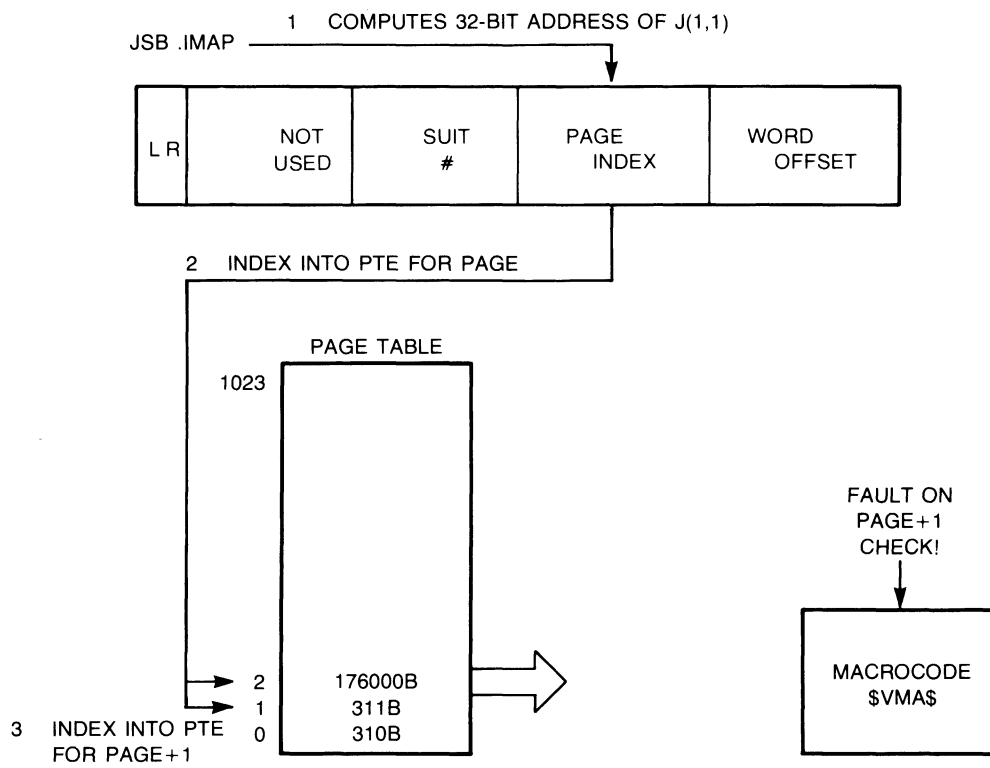 1 COMPUTES 32-BIT ADDRESS OF J(1,1)
JSB .IMAP
L R
NOT
USED
SUIT
#
PAGE
INDEX
WORD
OFFSET
2 INDEX INTO PTE FOR PAGE
PAGE TABLE
1023
FAULT ON
PAGE+1
CHECK!
2 176000B
1 311B
0 310B
3 INDEX INTO PTE
FOR PAGE+1
MACROCODE
$VMA$